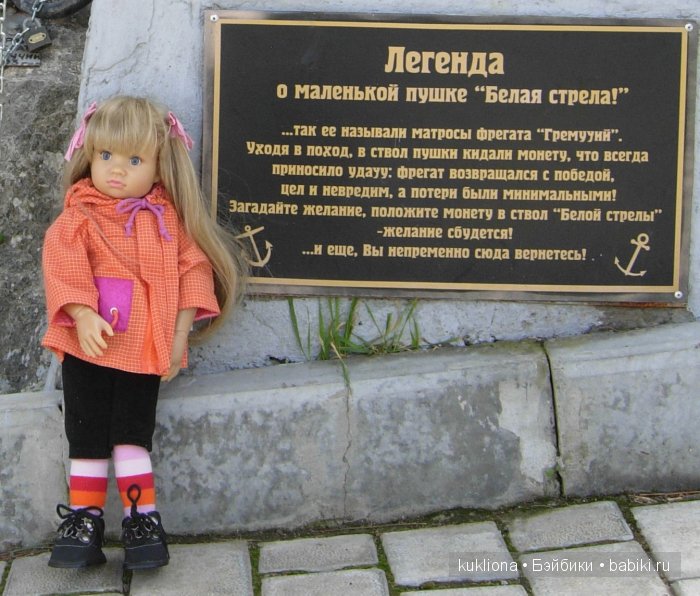 Легенда
о маленькой пушке "Белая стрела!"
...так ее называли матросы фрегата "Гремууий".
Уходя в поход, в ствол пушки кидали монету, что всегда
приносило удауу: фрегат возвращался с победой,
цел и невредим, а потери были минимальными!
Загадайте желание, положите монету в ствол "Белой стрелы"
-желание сбудется!
...и еще, Вы непременно сюда вернетесь!
kukliona • Бэйбики • babiki.ru